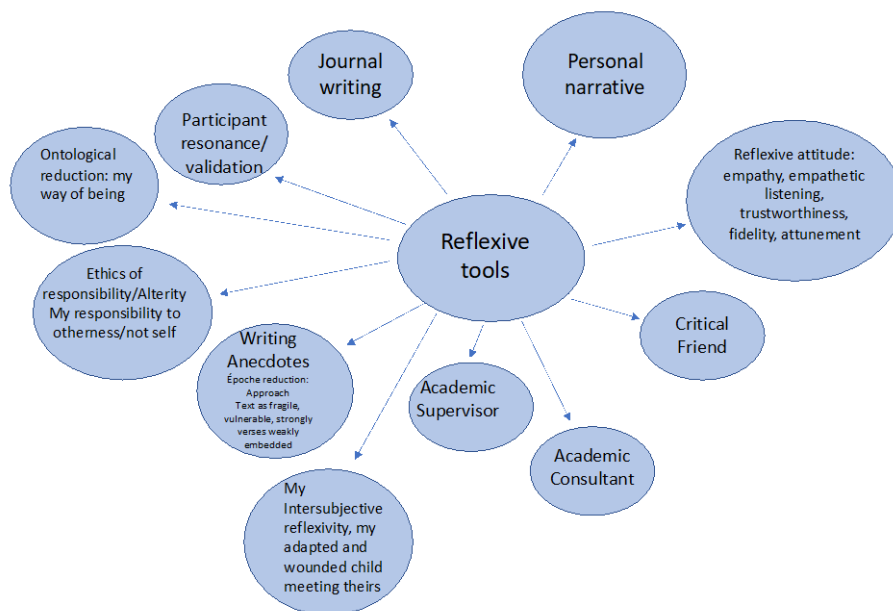 Journal
writing
Personal
narrative
Participant
resonance/
validation
Ontological
reduction: my
way of being
Reflexive attitude:
empathy, empathetic
listening,
trustworthiness,
fidelity, attunement
Reflexive
tools
Ethics of
responsibility/Alterity
My responsibility to
otherness/not self
Writing
Anecdotes
Époche reduction:
Approach
Text as fragile,
vulnerable, strongly
verses weakly
embedded
Critical
Friend
Academic
Supervisor
Academic
Consultant
My
Intersubjective
reflexivity, my
adapted and
wounded child
meeting theirs